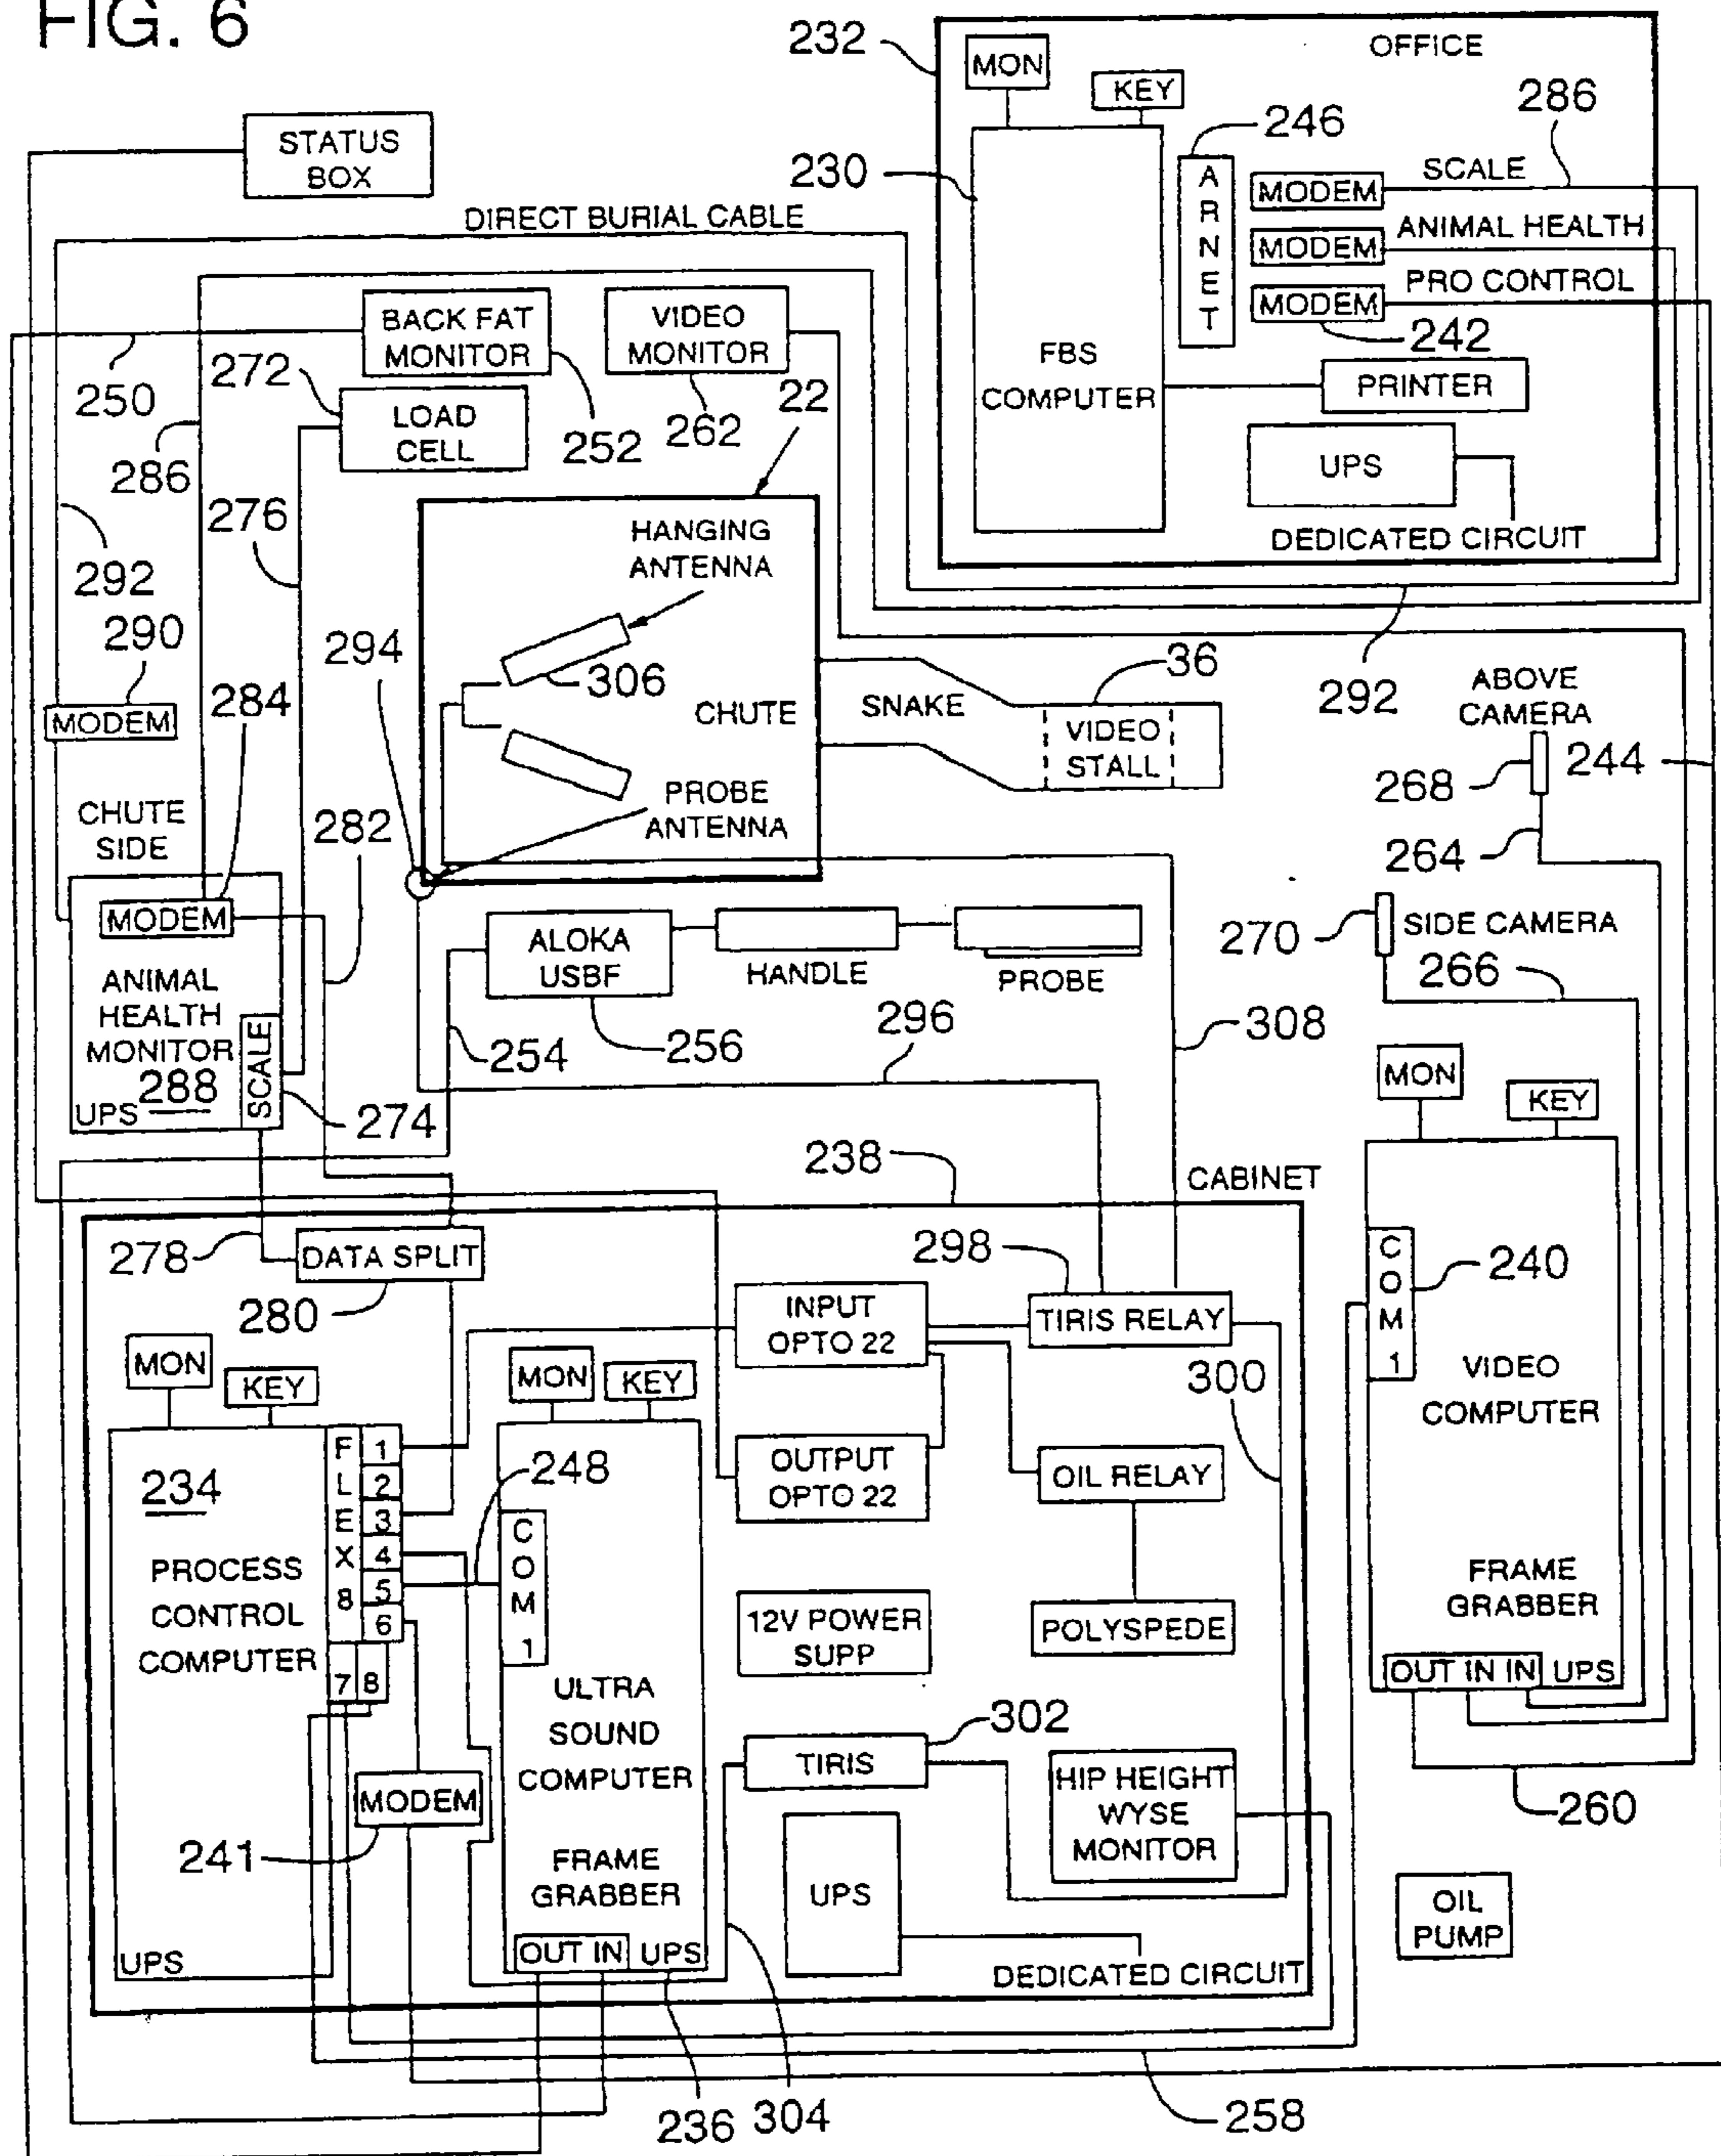 FIG. 6
232
OFFICE
MON
KEY
246
286
STATUS
BOX
230
A
R
N
E
T
MODEM
SCALE
MODEM
ANIMAL HEALTH
MODEM
PRO CONTROL
242
DIRECT BURIAL CABLE
FBS
COMPUTER
PRINTER
UPS
DEDICATED CIRCUIT
BACK FAT
MONITOR
VIDEO
MONITOR
250
272
LOAD
CELL
252
262
22
286
276
292
290
MODEM
284
HANGING
ANTENNA
294
306
CHUTE
SNAKE
36
VIDEO
STALL
292
ABOVE
CAMERA
268
244
264
PROBE
ANTENNA
CHUTE
SIDE
282
MODEM
ANIMAL
HEALTH
MONITOR
288
UPS
SCALE
274
ALOKA
USBF
HANDLE
PROBE
270
SIDE CAMERA
266
254
256
296
308
MON
KEY
238
CABINET
278
DATA SPLIT
280
298
INPUT
OPTO 22
TIRIS RELAY
C
O
M
1
240
VIDEO
COMPUTER
MON
KEY
MON
KEY
300
F
L
E
X
8
1
2
3
4
5
6
7
8
248
OUTPUT
OPTO 22
OIL RELAY
234
PROCESS
CONTROL
COMPUTER
C
O
M
1
ULTRA
SOUND
COMPUTER
12V POWER
SUPP
POLYSPEDE
FRAME
GRABBER
OUT IN IN UPS
302
TIRIS
HIP HEIGHT
WYSE
MONITOR
260
MODEM
241
FRAME
GRABBER
UPS
OIL
PUMP
UPS
OUT IN UPS
DEDICATED CIRCUIT
236
304
258